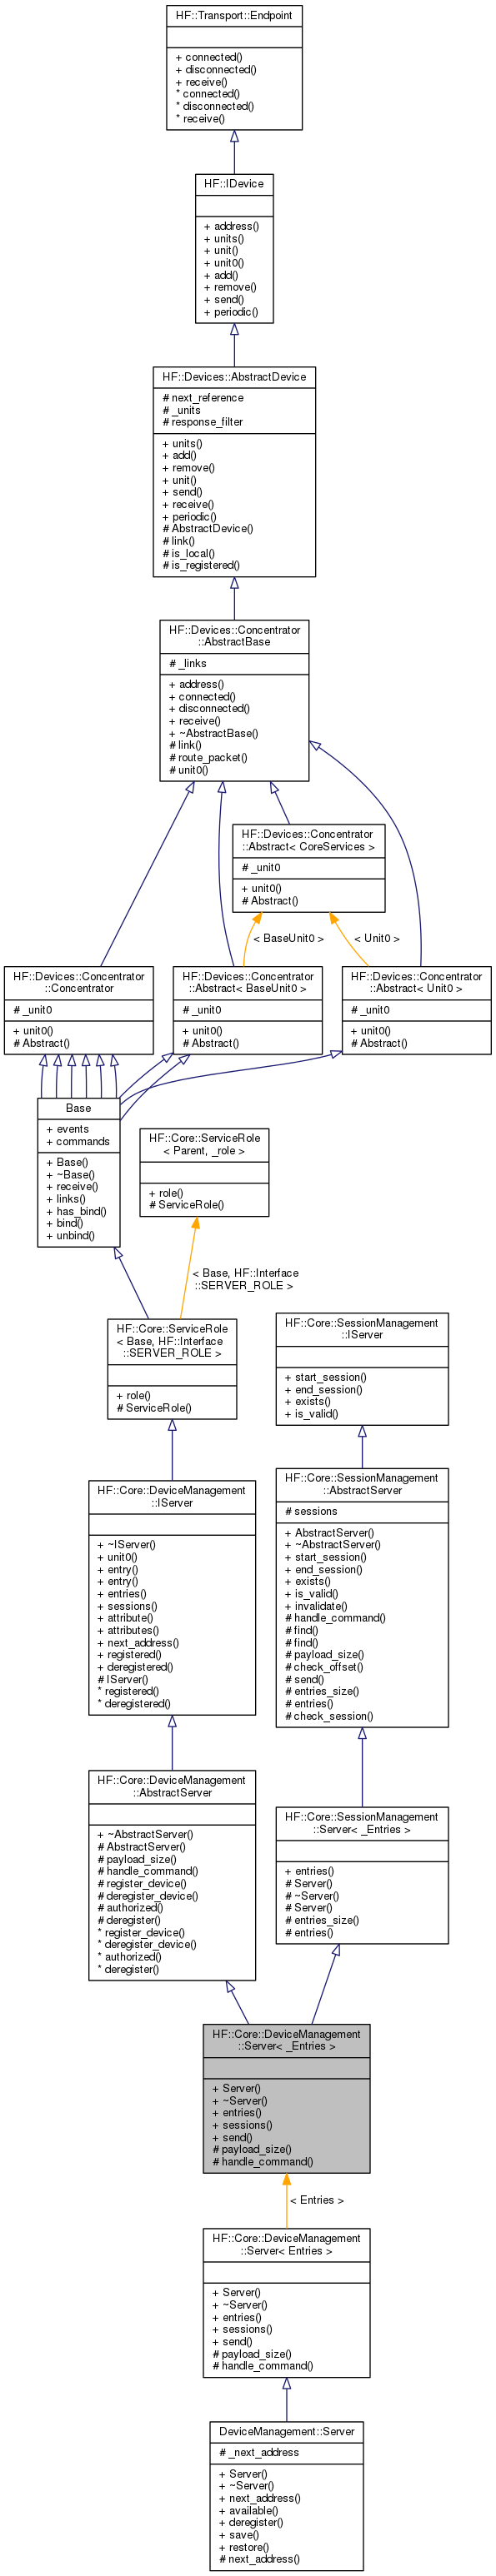 HF::Transport::Endpoint
+ connected()
+ disconnected()
+ receive()
* connected()
* disconnected()
* receive()
HF::IDevice
+ address()
+ units()
+ unit()
+ unit0()
+ add()
+ remove()
+ send()
+ periodic()
HF::Devices::AbstractDevice
# next_reference
# _units
# response_filter
+ units()
+ add()
+ remove()
+ unit()
+ send()
+ receive()
+ periodic()
# AbstractDevice()
# link()
# is_local()
# is_registered()
HF::Devices::Concentrator
::AbstractBase
# _links
+ address()
+ connected()
+ disconnected()
+ receive()
+ ~AbstractBase()
# link()
# route_packet()
# unit0()
HF::Devices::Concentrator
::Abstract< CoreServices >
# _unit0
+ unit0()
# Abstract()
< BaseUnit0 >
< Unit0 >
HF::Devices::Concentrator
::Concentrator
# _unit0
+ unit0()
# Abstract()
HF::Devices::Concentrator
::Abstract< BaseUnit0 >
# _unit0
+ unit0()
# Abstract()
HF::Devices::Concentrator
::Abstract< Unit0 >
# _unit0
+ unit0()
# Abstract()
Base
+ events
+ commands
+ Base()
+ ~Base()
+ receive()
+ links()
+ has_bind()
+ bind()
+ unbind()
HF::Core::ServiceRole
< Parent, _role >
+ role()
# ServiceRole()
< Base, HF::Interface
::SERVER_ROLE >
HF::Core::ServiceRole
< Base, HF::Interface
::SERVER_ROLE >
+ role()
# ServiceRole()
HF::Core::SessionManagement
::IServer
+ start_session()
+ end_session()
+ exists()
+ is_valid()
HF::Core::DeviceManagement
::IServer
+ ~IServer()
+ unit0()
+ entry()
+ entry()
+ entries()
+ sessions()
+ attribute()
+ attributes()
+ next_address()
+ registered()
+ deregistered()
# IServer()
* registered()
* deregistered()
HF::Core::SessionManagement
::AbstractServer
# sessions
+ AbstractServer()
+ ~AbstractServer()
+ start_session()
+ end_session()
+ exists()
+ is_valid()
+ invalidate()
# handle_command()
# find()
# find()
# payload_size()
# check_offset()
# send()
# entries_size()
# entries()
# check_session()
HF::Core::DeviceManagement
::AbstractServer
+ ~AbstractServer()
# AbstractServer()
# payload_size()
# handle_command()
# register_device()
# deregister_device()
# authorized()
# deregister()
* register_device()
* deregister_device()
* authorized()
* deregister()
HF::Core::SessionManagement
::Server< _Entries >
+ entries()
# Server()
# ~Server()
# Server()
# entries_size()
# entries()
HF::Core::DeviceManagement
::Server< _Entries >
+ Server()
+ ~Server()
+ entries()
+ sessions()
+ send()
# payload_size()
# handle_command()
< Entries >
HF::Core::DeviceManagement
::Server< Entries >
+ Server()
+ ~Server()
+ entries()
+ sessions()
+ send()
# payload_size()
# handle_command()
DeviceManagement::Server
# _next_address
+ Server()
+ ~Server()
+ next_address()
+ available()
+ deregister()
+ save()
+ restore()
# next_address()